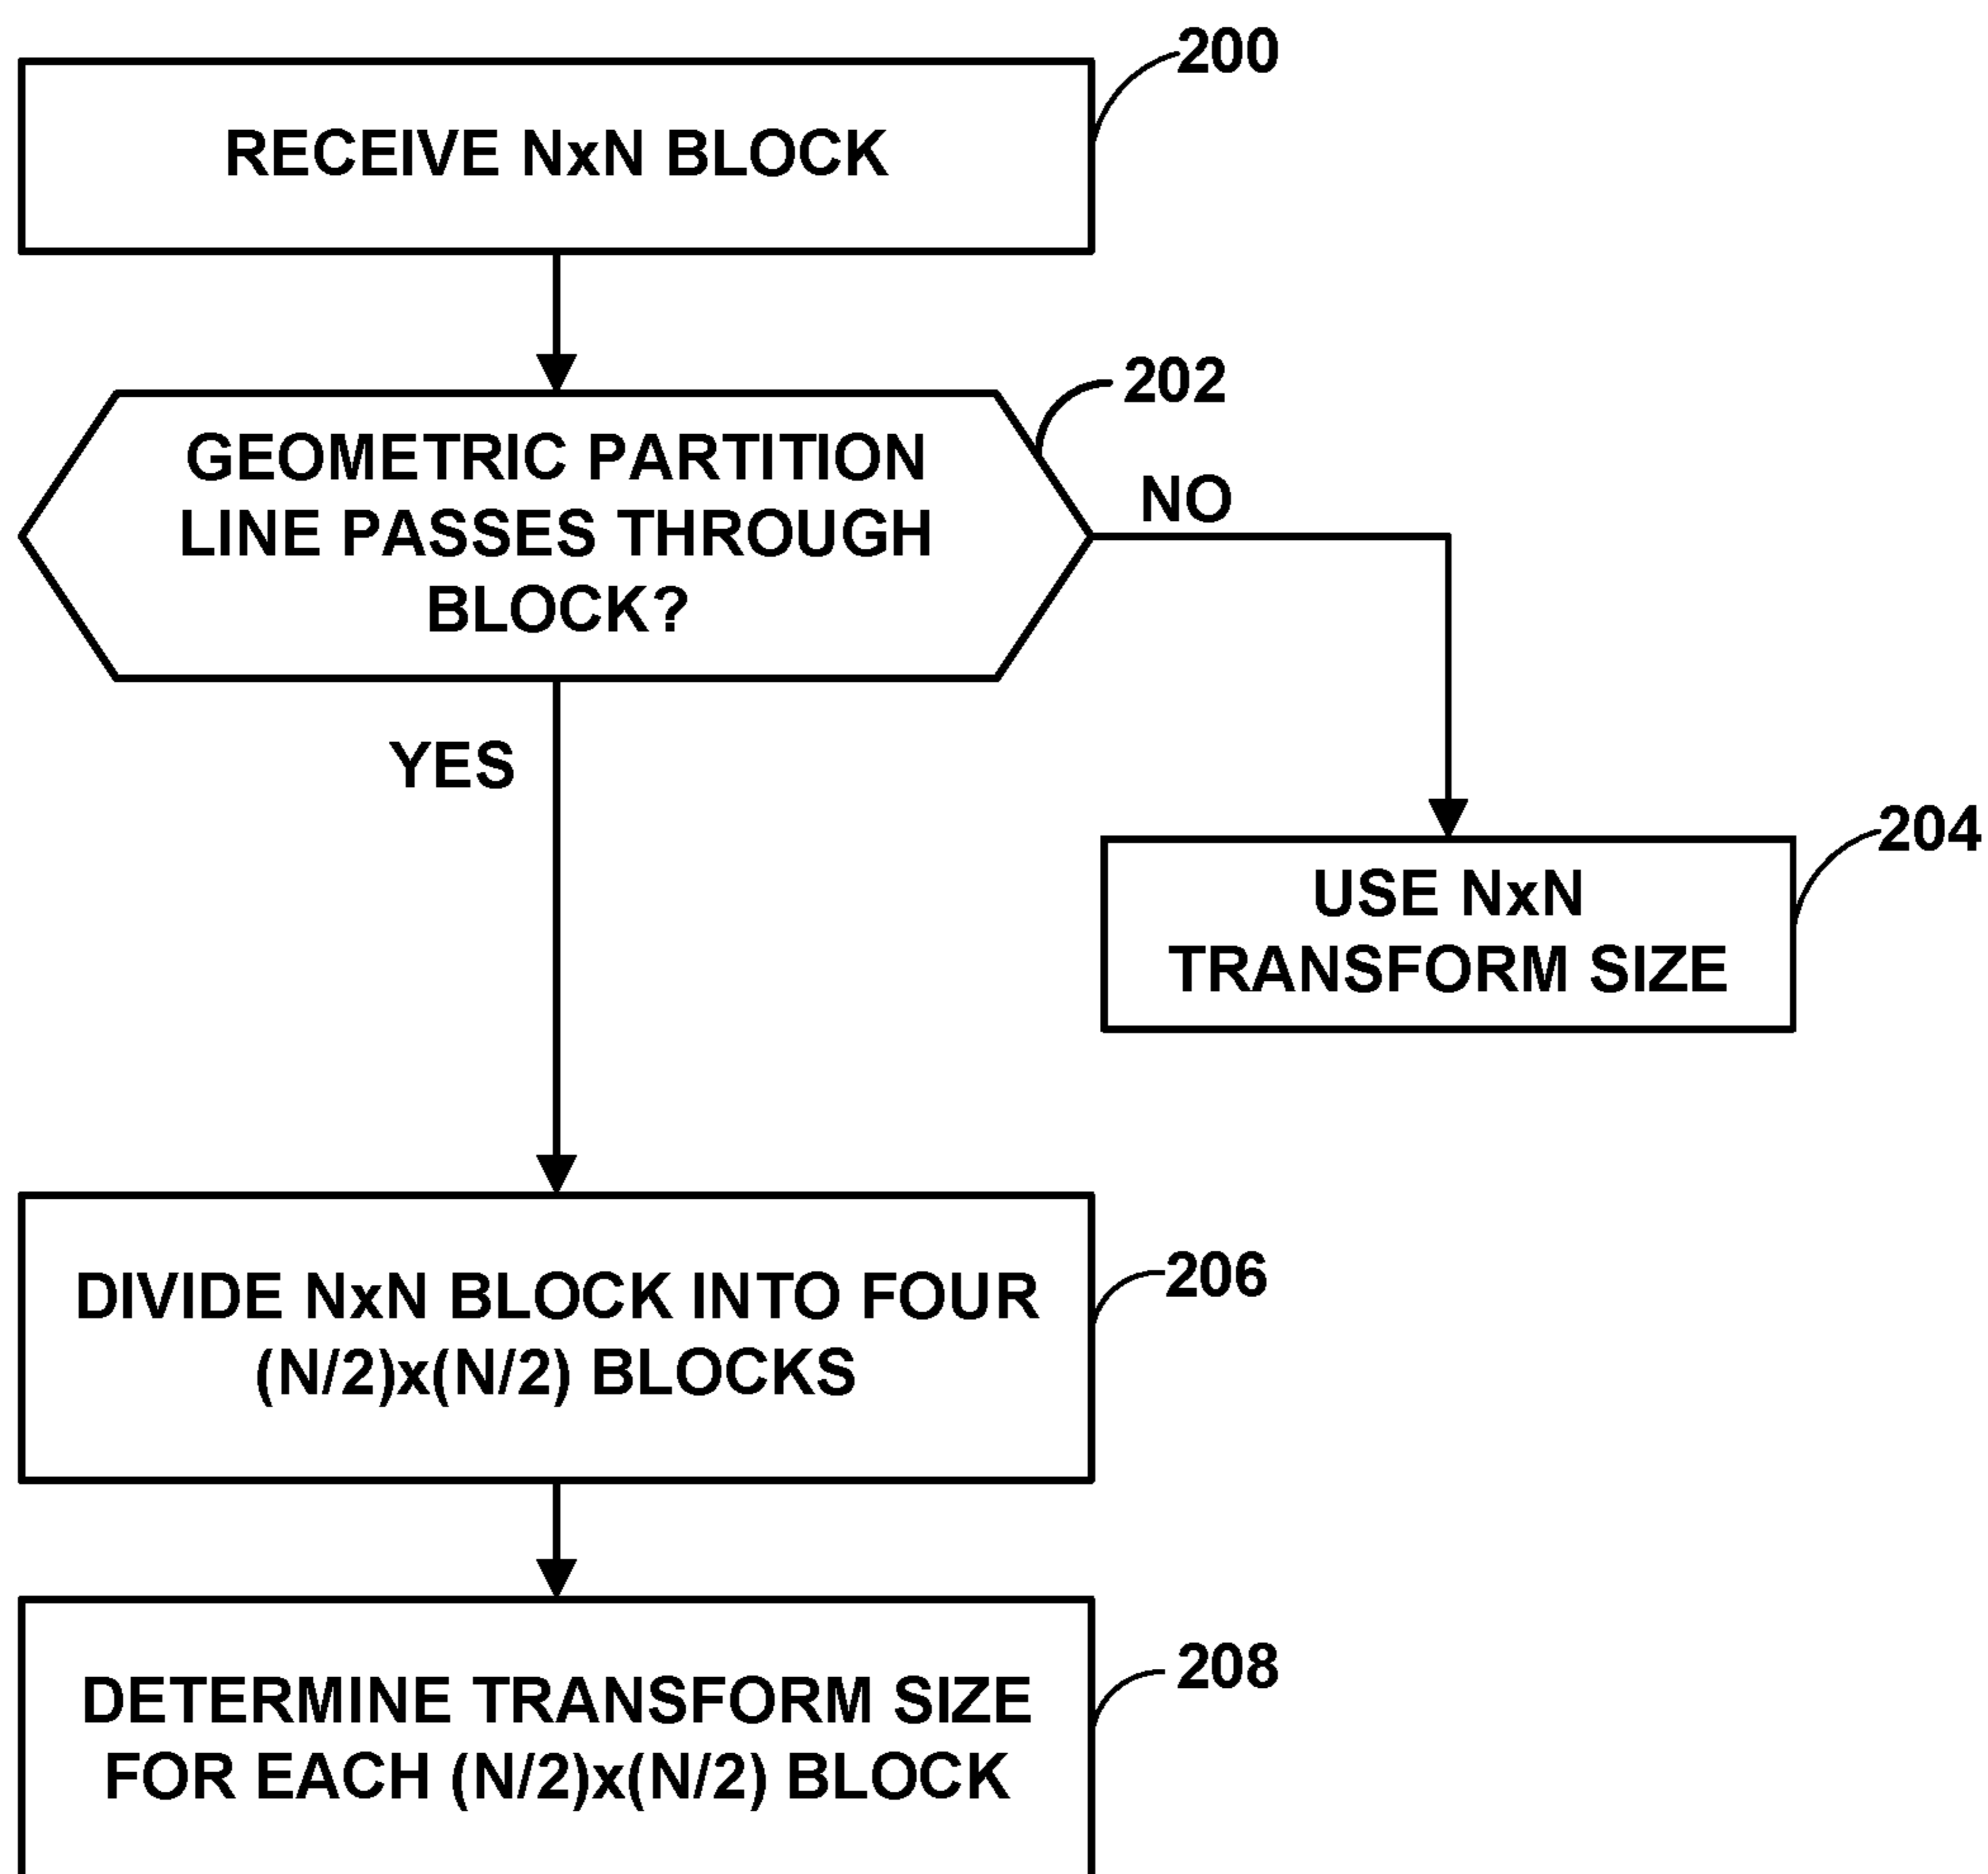 200
RECEIVE NxN BLOCK
202
GEOMETRIC PARTITION
LINE PASSES THROUGH
BLOCK?
NO
YES
204
USE NxN
TRANSFORM SIZE
206
DIVIDE NxN BLOCK INTO FOUR
(N/2)x(N/2) BLOCKS
208
DETERMINE TRANSFORM SIZE
FOR EACH (N/2)x(N/2) BLOCK